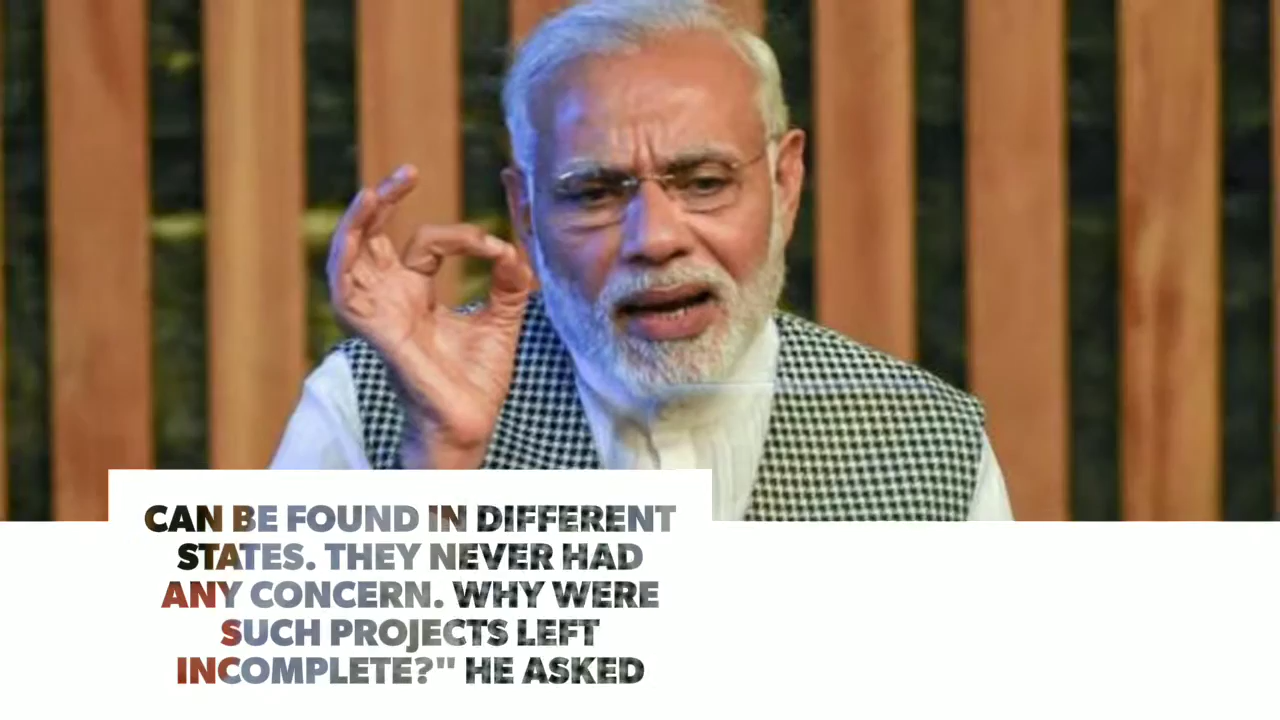 CAN BE FOUND IN DIFFERENT
STATES. THEY NEVER HAD
ANY CONCERN. WHY WERE
SUCH PROJECTS LEFT
INCOMPLETE?" HE ASKED